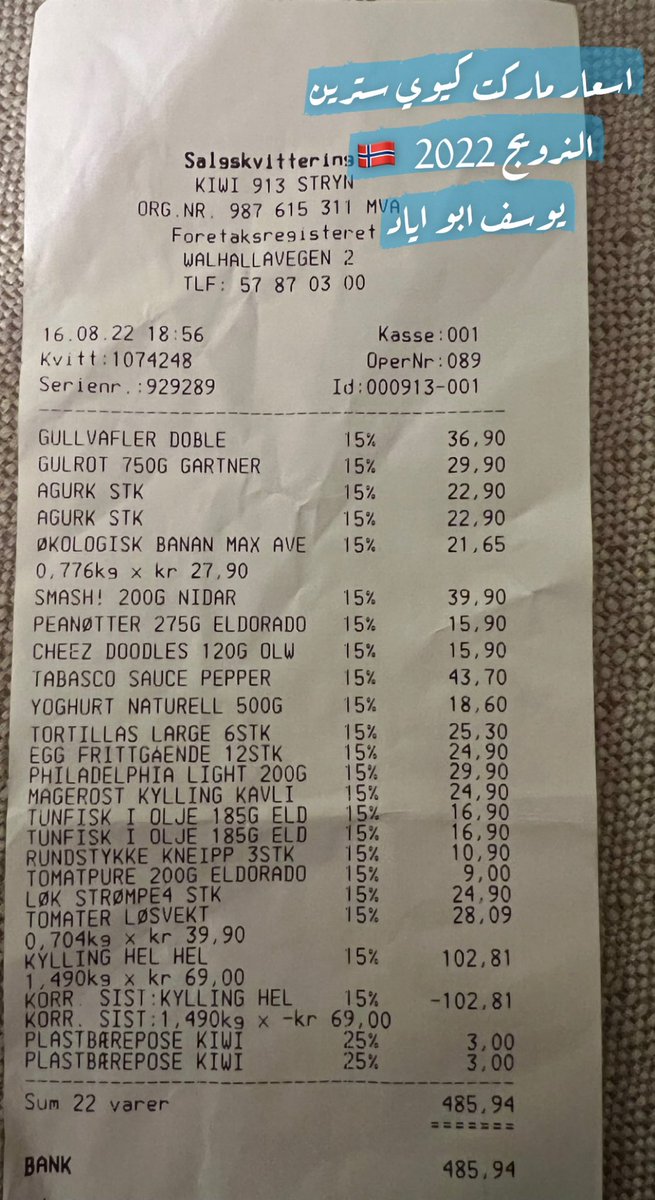 اسعار ماركت كيوي سترين
النرويج 2022 🇳🇴
يوسف ابو اياد
Salgskvittering
KIWI 913 STRYN
ORG.NR. 987 615 311 MVA
Foretaksregisteret
WALHALLAVEGEN 2
TLF: 57 87 03 00
16.08.22 18:56 Kasse:001
Kvitt:1074248 OperNr:089
Serienr.:929289 Id:000913-001
GULLVAFLER DOBLE 15% 36,90
GULROT 750G GARTNER 15% 29,90
AGURK STK 15% 22,90
AGURK STK 15% 22,90
ØKOLOGISK BANAN MAX AVE 15% 21,65
0,776kg x kr 27,90
SMASH! 200G NIDAR 15% 39,90
PEANØTTER 275G ELDORADO 15% 15,90
CHEEZ DOODLES 120G OLW 15% 15,90
TABASCO SAUCE PEPPER 15% 43,70
YOGHURT NATURELL 500G 15% 18,60
TORTILLAS LARGE 6STK 15% 25,30
EGG FRITTGÅENDE 12STK 15% 24,90
PHILADELPHIA LIGHT 200G 15% 29,90
MAGEROST KYLLING KAVLI 15% 24,90
TUNFISK I OLJE 185G ELD 15% 16,90
TUNFISK I OLJE 185G ELD 15% 16,90
RUNDSTYKKE KNEIPP 3STK 15% 10,90
TOMATPURE 200G ELDORADO 15% 9,00
LØK STRØMPE4 STK 15% 24,90
TOMATER LØSVEKT 15% 28,09
0,704kg x kr 39,90
KYLLING HEL HEL 15% 102,81
1,490kg x kr 69,00
KORR. SIST:KYLLING HEL 15% -102,81
KORR. SIST:1,490kg x -kr 69,00
PLASTBÆREPOSE KIWI 25% 3,00
PLASTBÆREPOSE KIWI 25% 3,00
Sum 22 varer 485,94
=======
BANK 485,94